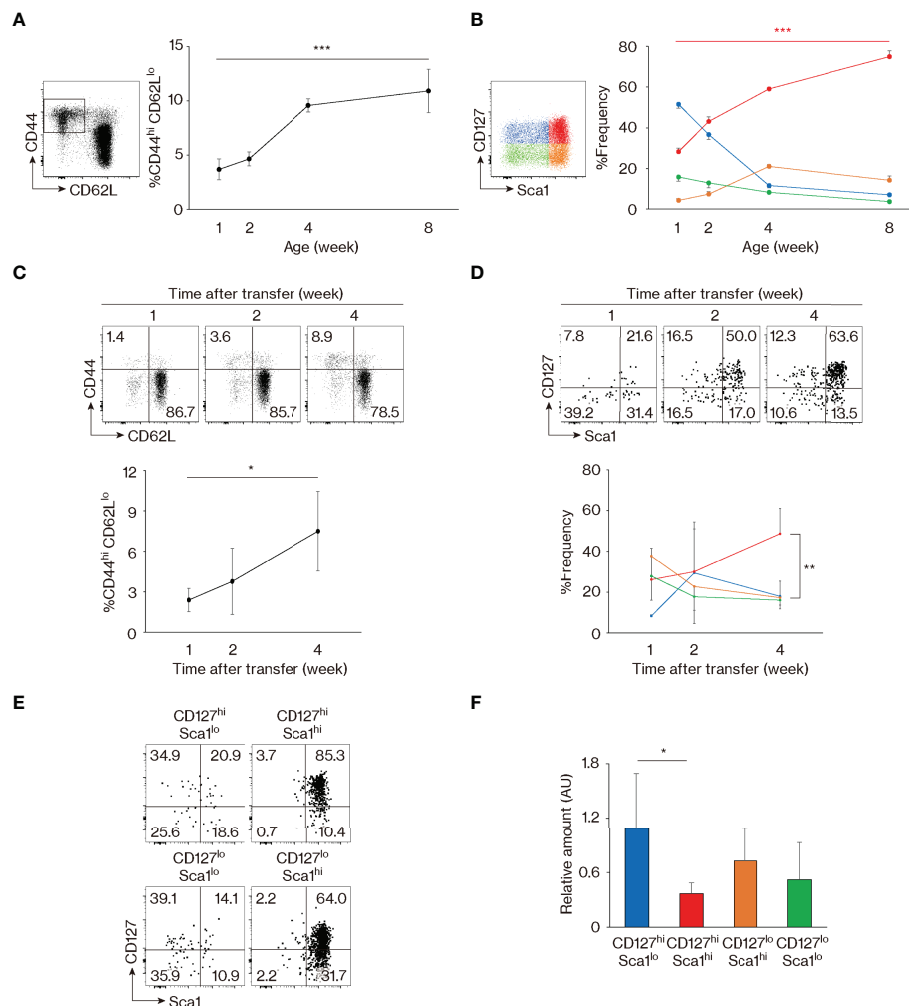 A
CD44
CD62L
%CD44hi CD62Llo
15
10
5
0
***
1 2 4 8
Age (week)
B
CD127
Sca1
%Frequency
80
60
40
20
0
***
1 2 4 8
Age (week)
C
Time after transfer (week)
1 2 4
1.4 3.6 8.9
86.7 85.7 78.5
CD44
CD62L
%CD44hi CD62Llo
12
9
6
3
0
*
1 2 4
Time after transfer (week)
D
Time after transfer (week)
1 2 4
7.8 21.6 16.5 50.0 12.3 63.6
39.2 31.4 16.5 17.0 10.6 13.5
CD127
Sca1
%Frequency
80
60
40
20
0
**
1 2 4
Time after transfer (week)
E
CD127hi CD127hi
Sca1lo Sca1hi
34.9 20.9 3.7 85.3
25.6 18.6 0.7 10.4
CD127lo CD127lo
Sca1lo Sca1hi
39.1 14.1 2.2 64.0
35.9 10.9 2.2 31.7
CD127
Sca1
F
Relative amount (AU)
1.8
1.2
0.6
0
*
CD127hi CD127hi CD127lo CD127lo
Sca1lo Sca1hi Sca1hi Sca1lo